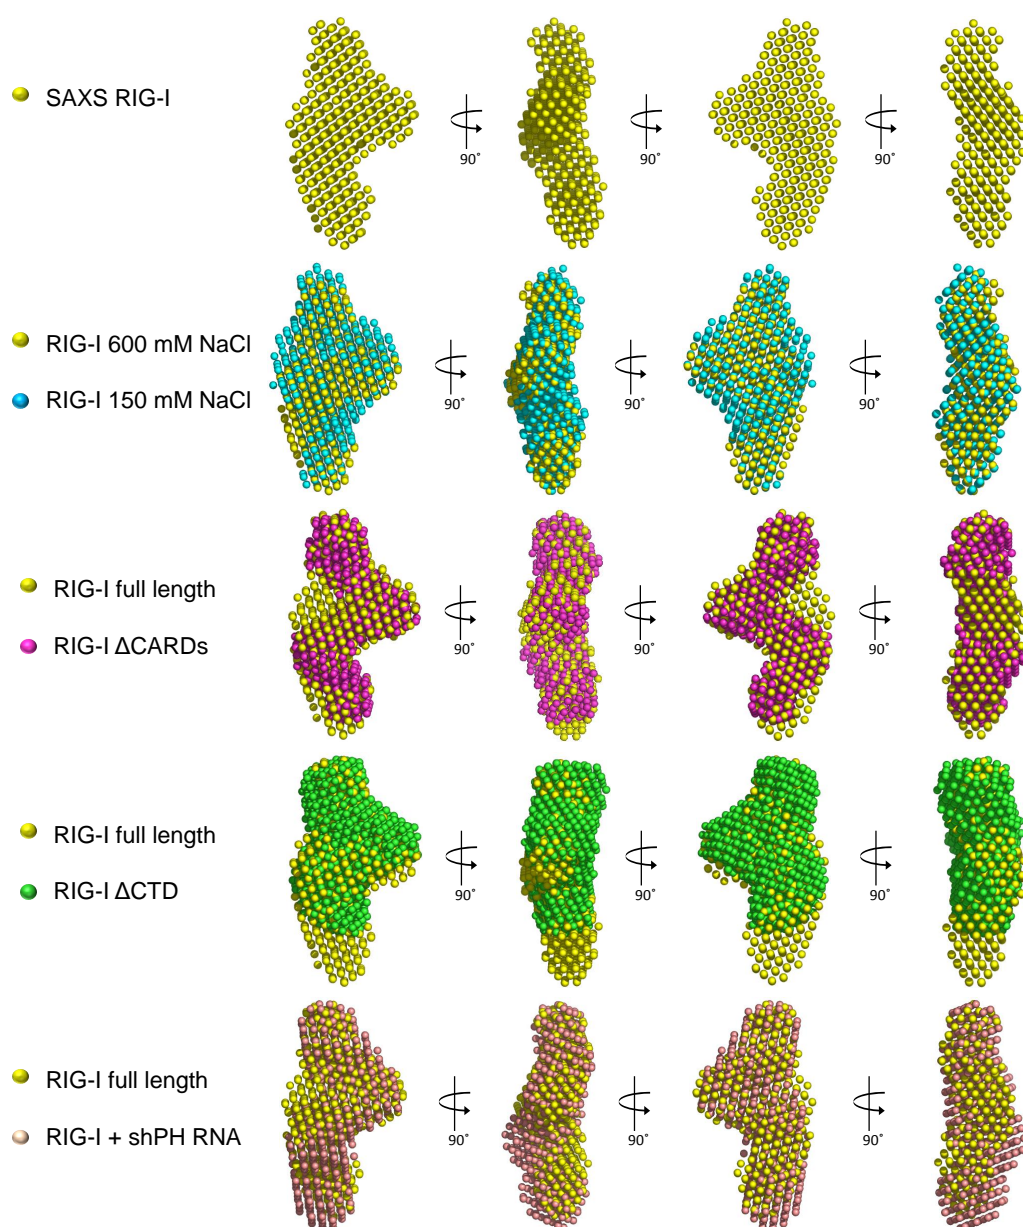 SAXS RIG-I
90°
90°
90°
RIG-I 600 mM NaCl
RIG-I 150 mM NaCl
90°
90°
90°
RIG-I full length
RIG-I ΔCARDs
90°
90°
90°
RIG-I full length
RIG-I ΔCTD
90°
90°
90°
RIG-I full length
RIG-I + shPH RNA
90°
90°
90°